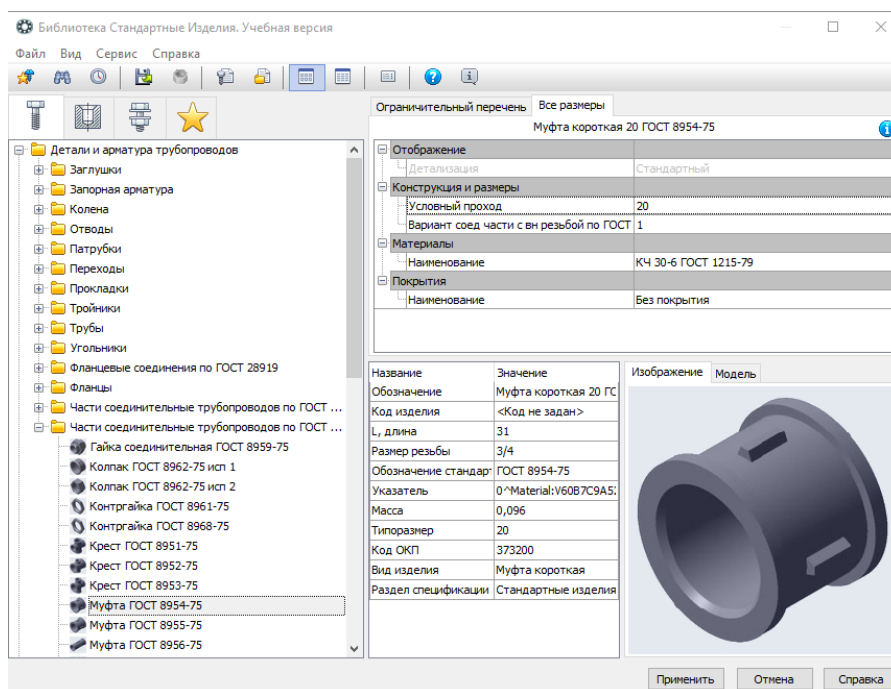 Библиотека Стандартные Изделия. Учебная версия
Файл Вид Сервис Справка
Ограничительный перечень Все размеры
Муфта короткая 20 ГОСТ 8954-75
Детали и арматура трубопроводов
Заглушки
Запорная арматура
Колена
Отводы
Патрубки
Переходы
Прокладки
Тройники
Трубы
Угольники
Фланцевые соединения по ГОСТ 28919
Фланцы
Части соединительные трубопроводов по ГОСТ ...
Части соединительные трубопроводов по ГОСТ ...
Гайка соединительная ГОСТ 8959-75
Колпак ГОСТ 8962-75 исп 1
Колпак ГОСТ 8962-75 исп 2
Контргайка ГОСТ 8961-75
Контргайка ГОСТ 8968-75
Крест ГОСТ 8951-75
Крест ГОСТ 8952-75
Крест ГОСТ 8953-75
Муфта ГОСТ 8954-75
Муфта ГОСТ 8955-75
Муфта ГОСТ 8956-75
Отображение
Детализация Стандартный
Конструкция и размеры
Условный проход 20
Вариант соед части с вн резьбой по ГОСТ 1
Материалы
Наименование КЧ 30-6 ГОСТ 1215-79
Покрытия
Наименование Без покрытия
Название Значение
Обозначение Муфта короткая 20 ГС
Код изделия <Код не задан>
L, длина 31
Размер резьбы 3/4
Обозначение стандар ГОСТ 8954-75
Указатель 0^Material:V60B7C9A5
Масса 0,096
Типоразмер 20
Код ОКП 373200
Вид изделия Муфта короткая
Раздел спецификации Стандартные изделия
Изображение Модель
Применить Отмена Справка